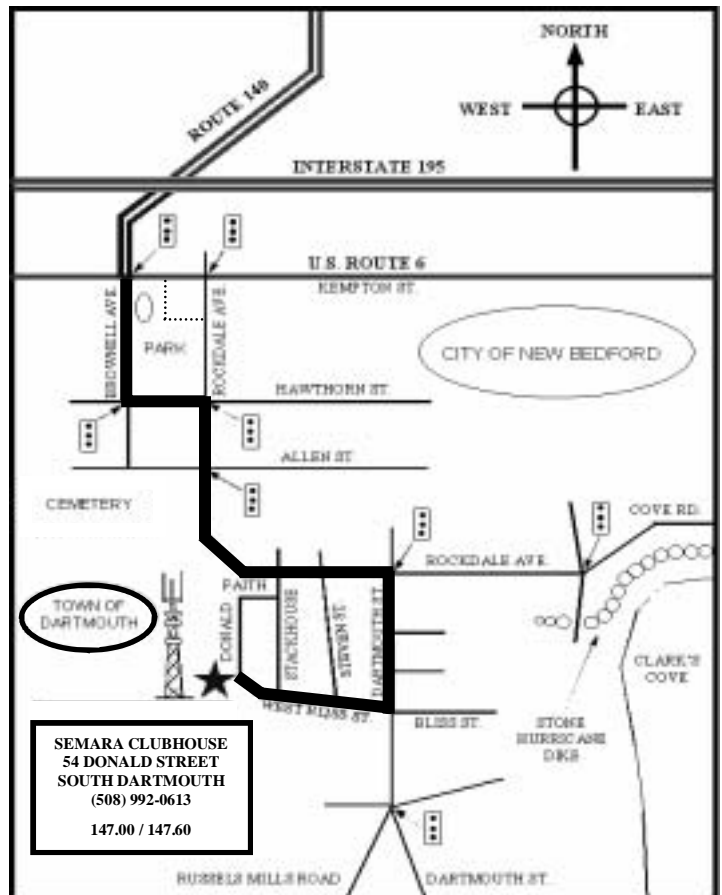 NORTH
ROUTE 140
WEST
EAST
INTERSTATE 195
U.S. ROUTE 6
KEMPTON ST.
BROWNELL AVE.
PARK
ROCKDALE AVE.
CITY OF NEW BEDFORD
HAWTHORN ST.
ALLEN ST
CEMETERY
COVE RD.
ROCKDALE AVE.
FAITH
TOWN OF
DARTMOUTH
DONALD
STACKHOUSE
STEVEN ST.
DARTMOUTH ST
CLARK'S
COVE
WEST BLISS ST.
BLISS ST.
STONE
HURRICANE
DIKE
SEMARA CLUBHOUSE
54 DONALD STREET
SOUTH DARTMOUTH
(508) 992-0613
147.00 / 147.60
RUSSELS MILLS ROAD
DARTMOUTH ST.